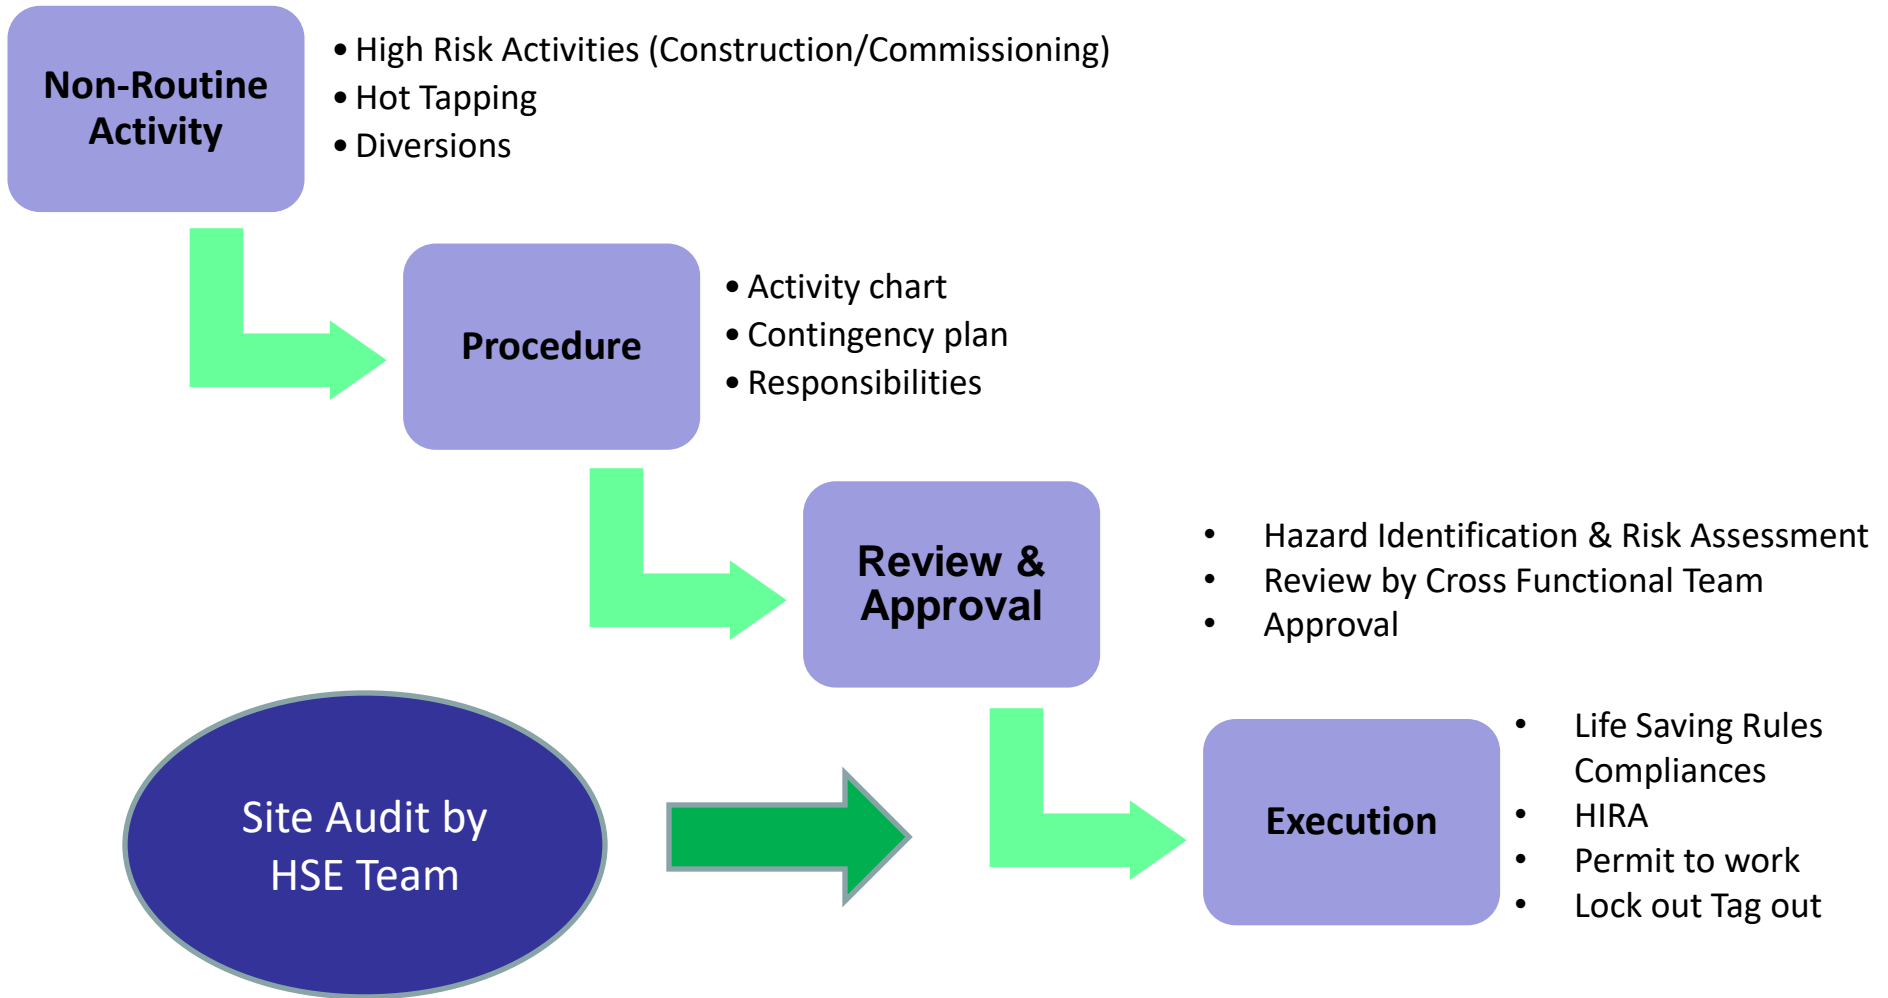 Non-Routine
Activity
• High Risk Activities (Construction/Commissioning)
• Hot Tapping
• Diversions
Procedure
• Activity chart
• Contingency plan
• Responsibilities
Review &
Approval
• Hazard Identification & Risk Assessment
• Review by Cross Functional Team
• Approval
Site Audit by
HSE Team
Execution
• Life Saving Rules
Compliances
• HIRA
• Permit to work
• Lock out Tag out